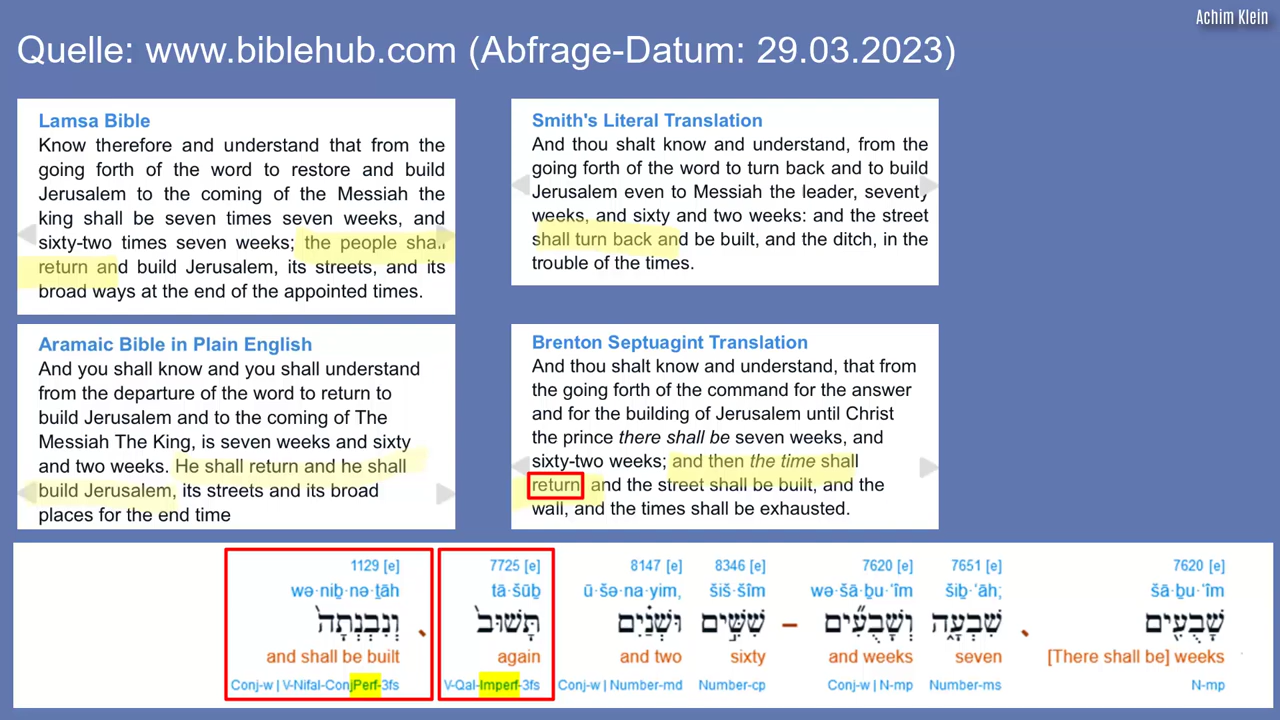 Achim Klein
Quelle: www.biblehub.com (Abfrage-Datum: 29.03.2023)
Lamsa Bible
Know therefore and understand that from the
going forth of the word to restore and build
Jerusalem to the coming of the Messiah the
king shall be seven times seven weeks, and
sixty-two times seven weeks; the people shall
return and build Jerusalem, its streets, and its
broad ways at the end of the appointed times.
Smith's Literal Translation
And thou shalt know and understand, from the
going forth of the word to turn back and to build
Jerusalem even to Messiah the leader, seventy
weeks, and sixty and two weeks: and the street
shall turn back and be built, and the ditch, in the
trouble of the times.
Aramaic Bible in Plain English
And you shall know and you shall understand
from the departure of the word to return to
build Jerusalem and to the coming of The
Messiah The King, is seven weeks and sixty
and two weeks. He shall return and he shall
build Jerusalem, its streets and its broad
places for the end time
Brenton Septuagint Translation
And thou shalt know and understand, that from
the going forth of the command for the answer
and for the building of Jerusalem until Christ
the prince there shall be seven weeks, and
sixty-two weeks; and then the time shall
return, and the street shall be built, and the
wall, and the times shall be exhausted.
1129 [e] 7725 [e] 8147 [e] 8346 [e] 7620 [e] 7651 [e] 7620 [e]
wə·niḇ·nə·ṯāh tā·šūḇ ū·šə·na·yim, šiš·šîm wə·šā·ḇu·‘îm šiḇ·‘āh; šā·ḇu·‘îm
שָׁבֻעִ֖ים שִׁבְעָ֑ה וְשָׁבֻעִ֞ים שִׁשִּׁ֣ים וּשְׁנַ֗יִם תָּשׁוּב֙ וְנִבְנְתָה֙
and shall be built again and two – sixty and weeks seven [There shall be] weeks
Conj-w | V-Nifal-ConjPerf-3fs V-Qal-Imperf-3fs Conj-w | Number-md Number-cp Conj-w | N-mp Number-ms N-mp